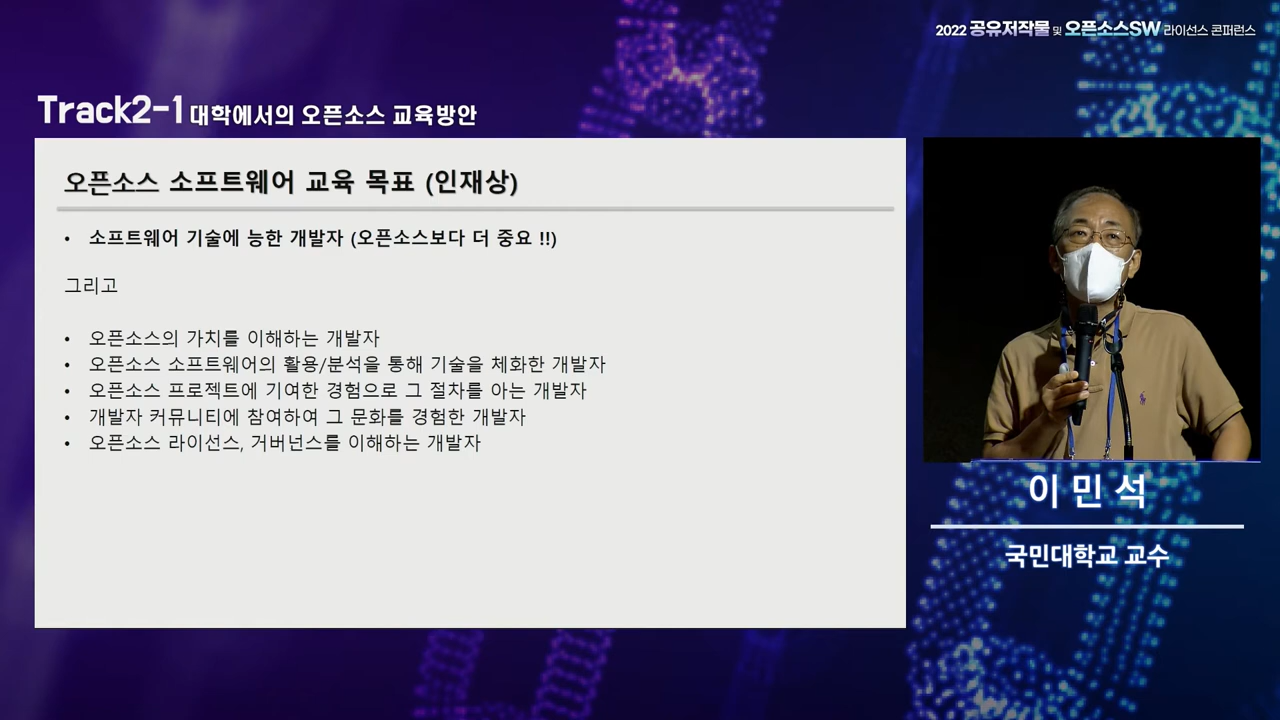 2022 공유저작물 및 오픈소스SW 라이선스 콘퍼런스
Track2-1 대학에서의 오픈소스 교육방안
오픈소스 소프트웨어 교육 목표 (인재상)
• 소프트웨어 기술에 능한 개발자 (오픈소스보다 더 중요 !!)
그리고
• 오픈소스의 가치를 이해하는 개발자
• 오픈소스 소프트웨어의 활용/분석을 통해 기술을 체화한 개발자
• 오픈소스 프로젝트에 기여한 경험으로 그 절차를 아는 개발자
• 개발자 커뮤니티에 참여하여 그 문화를 경험한 개발자
• 오픈소스 라이선스, 거버넌스를 이해하는 개발자
이 민 석
국민대학교 교수